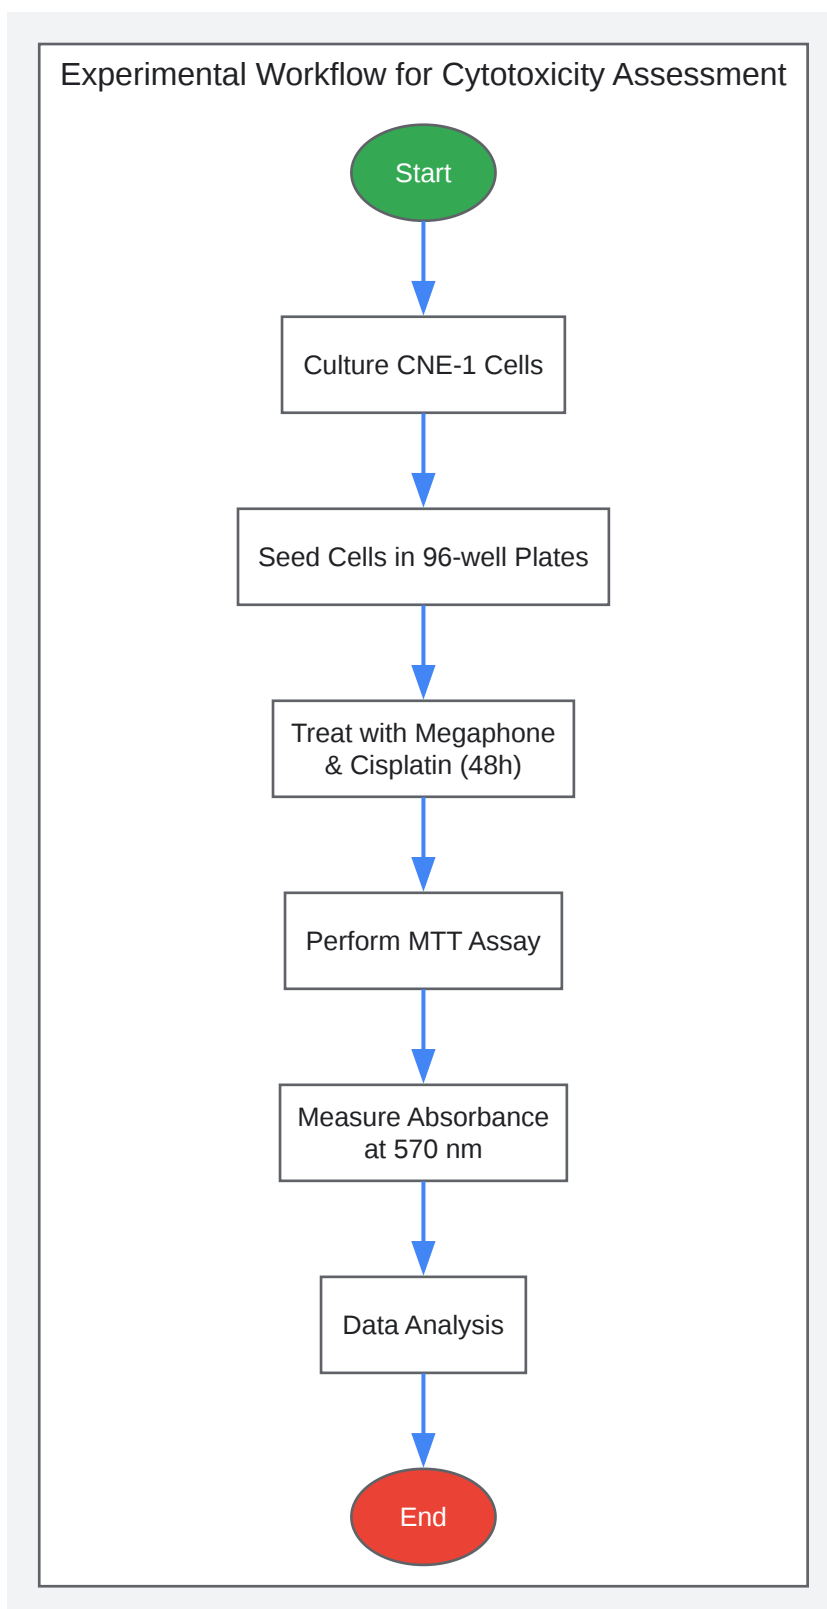 Experimental Workflow for Cytotoxicity Assessment
Start
Culture CNE-1 Cells
Seed Cells in 96-well Plates
Treat with Megaphone
& Cisplatin (48h)
Perform MTT Assay
Measure Absorbance
at 570 nm
Data Analysis
End